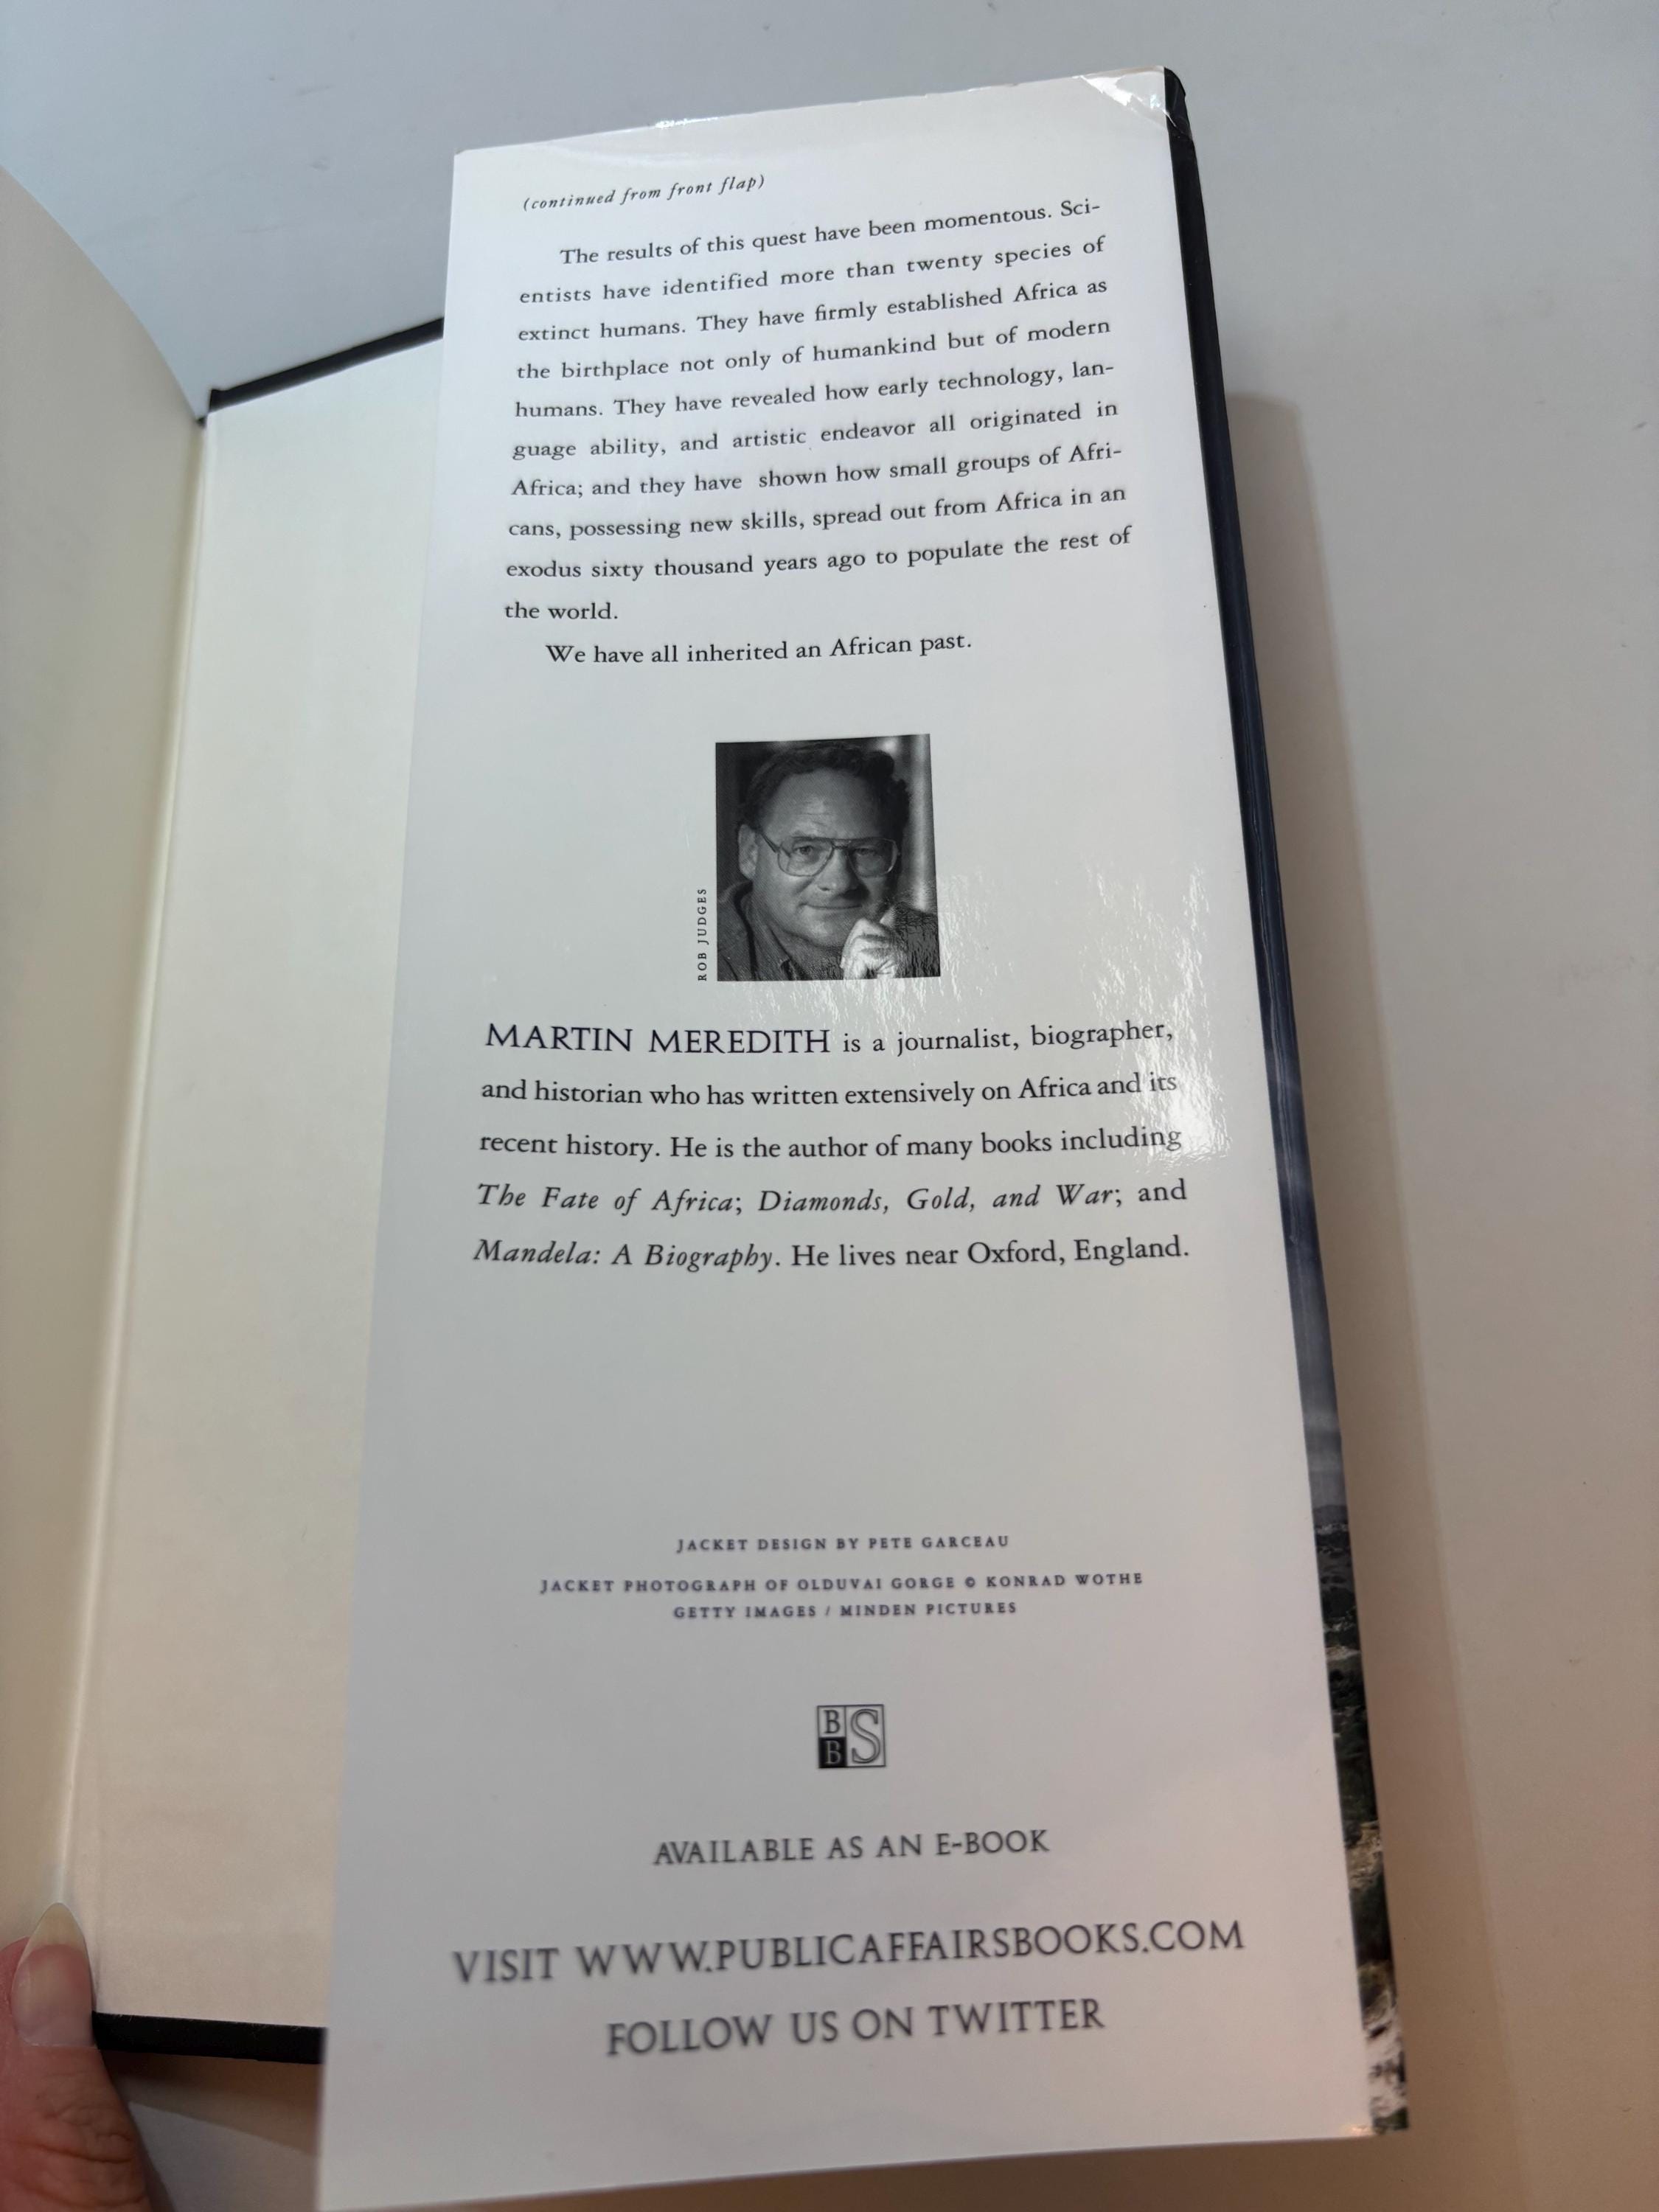 (continued from front flap)
The results of this quest have been momentous. Sci-
entists have identified more than twenty species of
extinct humans. They have firmly established Africa as
the birthplace not only of humankind but of modern
humans. They have revealed how early technology, lan-
guage ability, and artistic endeavor all originated in
Africa; and they have shown how small groups of Afri-
cans, possessing new skills, spread out from Africa in an
exodus sixty thousand years ago to populate the rest of
the world.
We have all inherited an African past.
ROB JUDGES
MARTIN MEREDITH is a journalist, biographer,
and historian who has written extensively on Africa and its
recent history. He is the author of many books including
The Fate of Africa; Diamonds, Gold, and War; and
Mandela: A Biography. He lives near Oxford, England.
JACKET DESIGN BY PETE GARCEAU
JACKET PHOTOGRAPH OF OLDUVAI GORGE © KONRAD WOTHE
GETTY IMAGES / MINDEN PICTURES
BBS
AVAILABLE AS AN E-BOOK
VISIT WWW.PUBLICAFFAIRSBOOKS.COM
FOLLOW US ON TWITTER